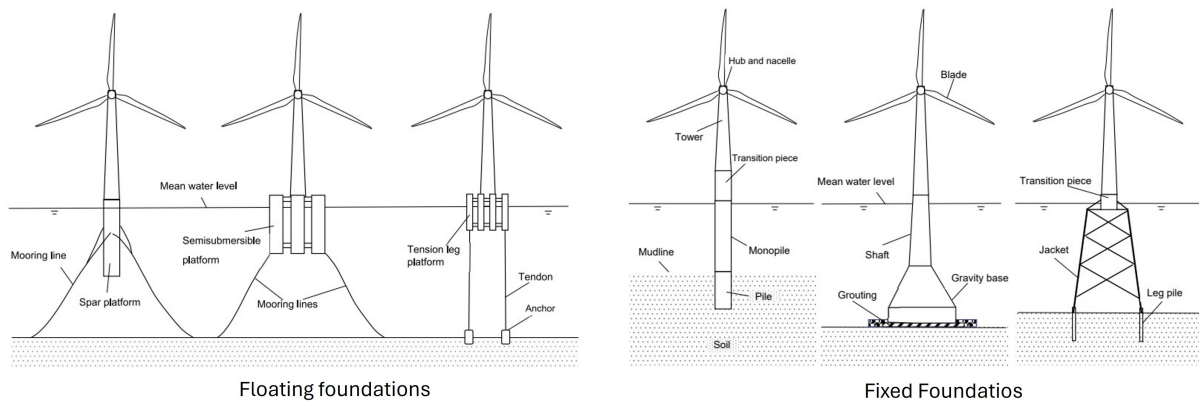 Mean water level
Mooring line
Spar platform
Semisubmersible
platform
Mooring lines
Tension leg
platform
Tendon
Anchor
Floating foundations
Hub and nacelle
Tower
Transition piece
Mudline
Monopile
Pile
Soil
Blade
Mean water level
Shaft
Gravity base
Grouting
Transition piece
Jacket
Leg pile
Fixed Foundatios